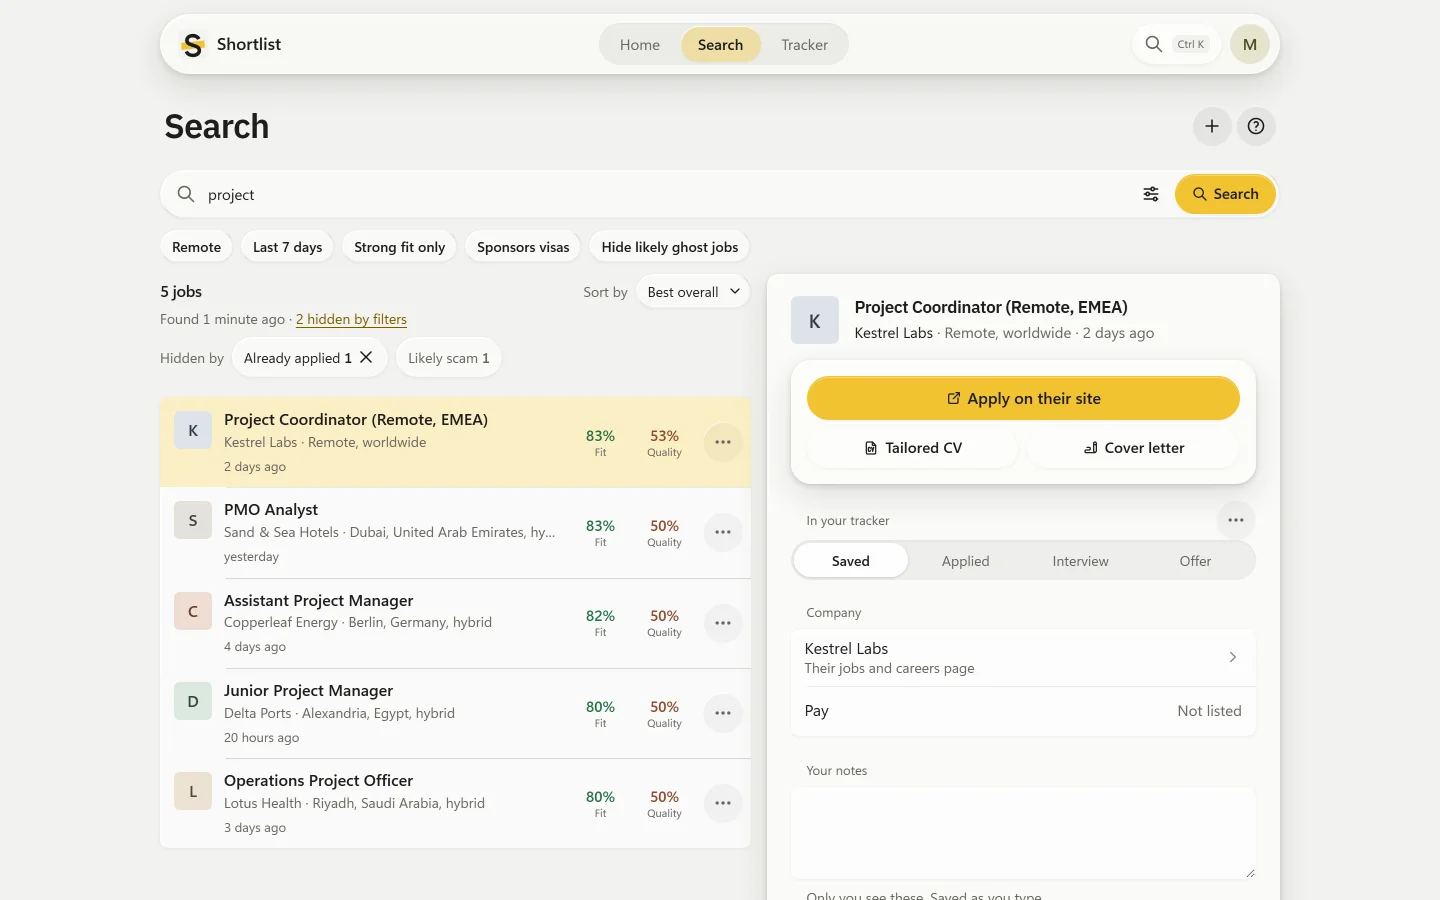 Shortlist
Home
Search
Tracker
Ctrl K
M
Search
project
Search
Remote
Last 7 days
Strong fit only
Sponsors visas
Hide likely ghost jobs
5 jobs
Sort by
Best overall
Found 1 minute ago · 2 hidden by filters
Hidden by
Already applied 1
Likely scam 1
K
Project Coordinator (Remote, EMEA)
Kestrel Labs · Remote, worldwide
2 days ago
83%
Fit
53%
Quality
S
PMO Analyst
Sand & Sea Hotels · Dubai, United Arab Emirates, hy...
yesterday
83%
Fit
50%
Quality
C
Assistant Project Manager
Copperleaf Energy · Berlin, Germany, hybrid
4 days ago
82%
Fit
50%
Quality
D
Junior Project Manager
Delta Ports · Alexandria, Egypt, hybrid
20 hours ago
80%
Fit
50%
Quality
L
Operations Project Officer
Lotus Health · Riyadh, Saudi Arabia, hybrid
3 days ago
80%
Fit
50%
Quality
K
Project Coordinator (Remote, EMEA)
Kestrel Labs · Remote, worldwide · 2 days ago
Apply on their site
Tailored CV
Cover letter
In your tracker
Saved
Applied
Interview
Offer
Company
Kestrel Labs
Their jobs and careers page
Pay
Not listed
Your notes
Only you see these. Saved as you type.